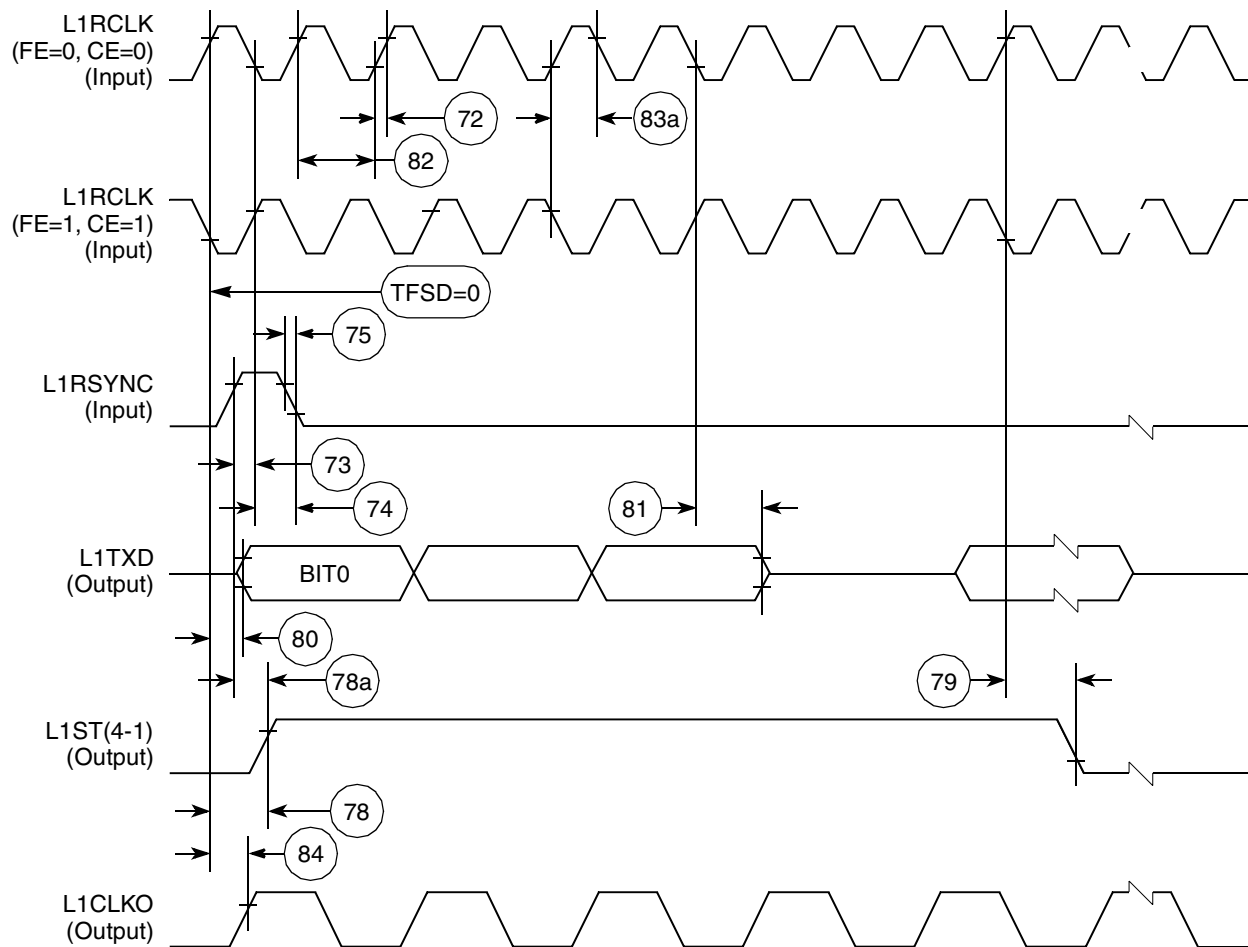 L1RCLK
(FE=0, CE=0)
(Input)
72
83a
82
L1RCLK
(FE=1, CE=1)
(Input)
TFSD=0
75
L1RSYNC
(Input)
73
74
81
L1TXD
(Output)
BIT0
80
78a
79
L1ST(4-1)
(Output)
78
84
L1CLKO
(Output)